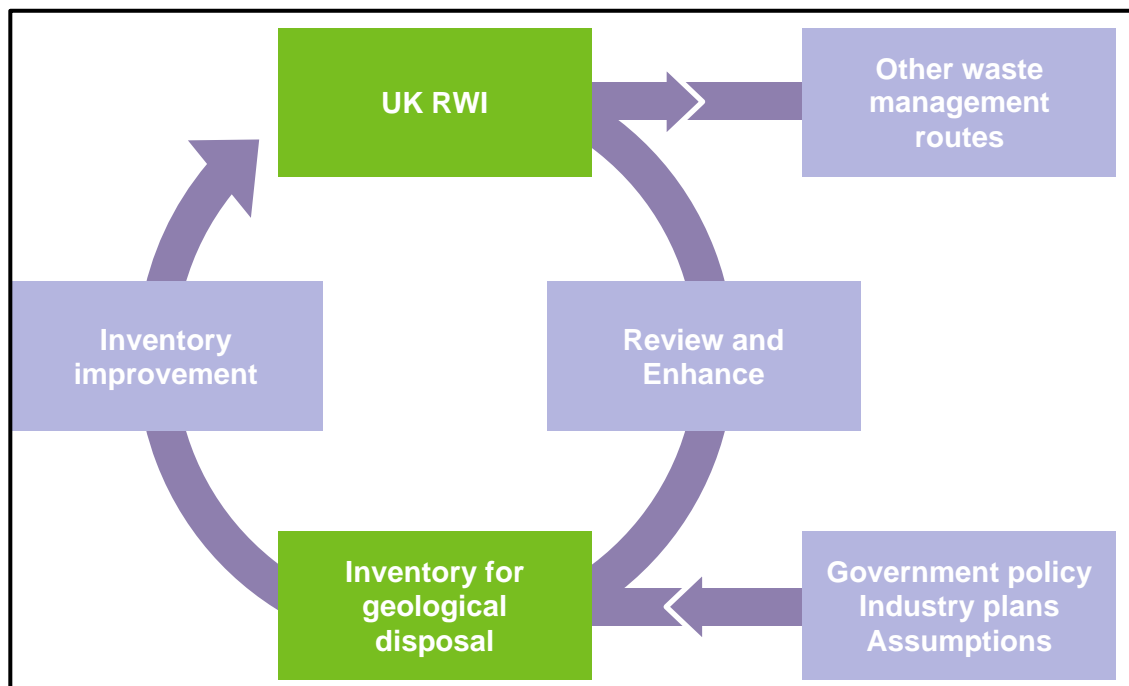 UK RWI
Other waste
management
routes
Inventory
improvement
Review and
Enhance
Inventory for
geological
disposal
Government policy
Industry plans
Assumptions